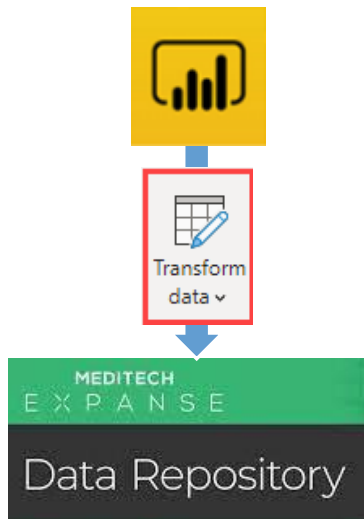 Transform
data
MEDITECH
EXPANSE
Data Repository